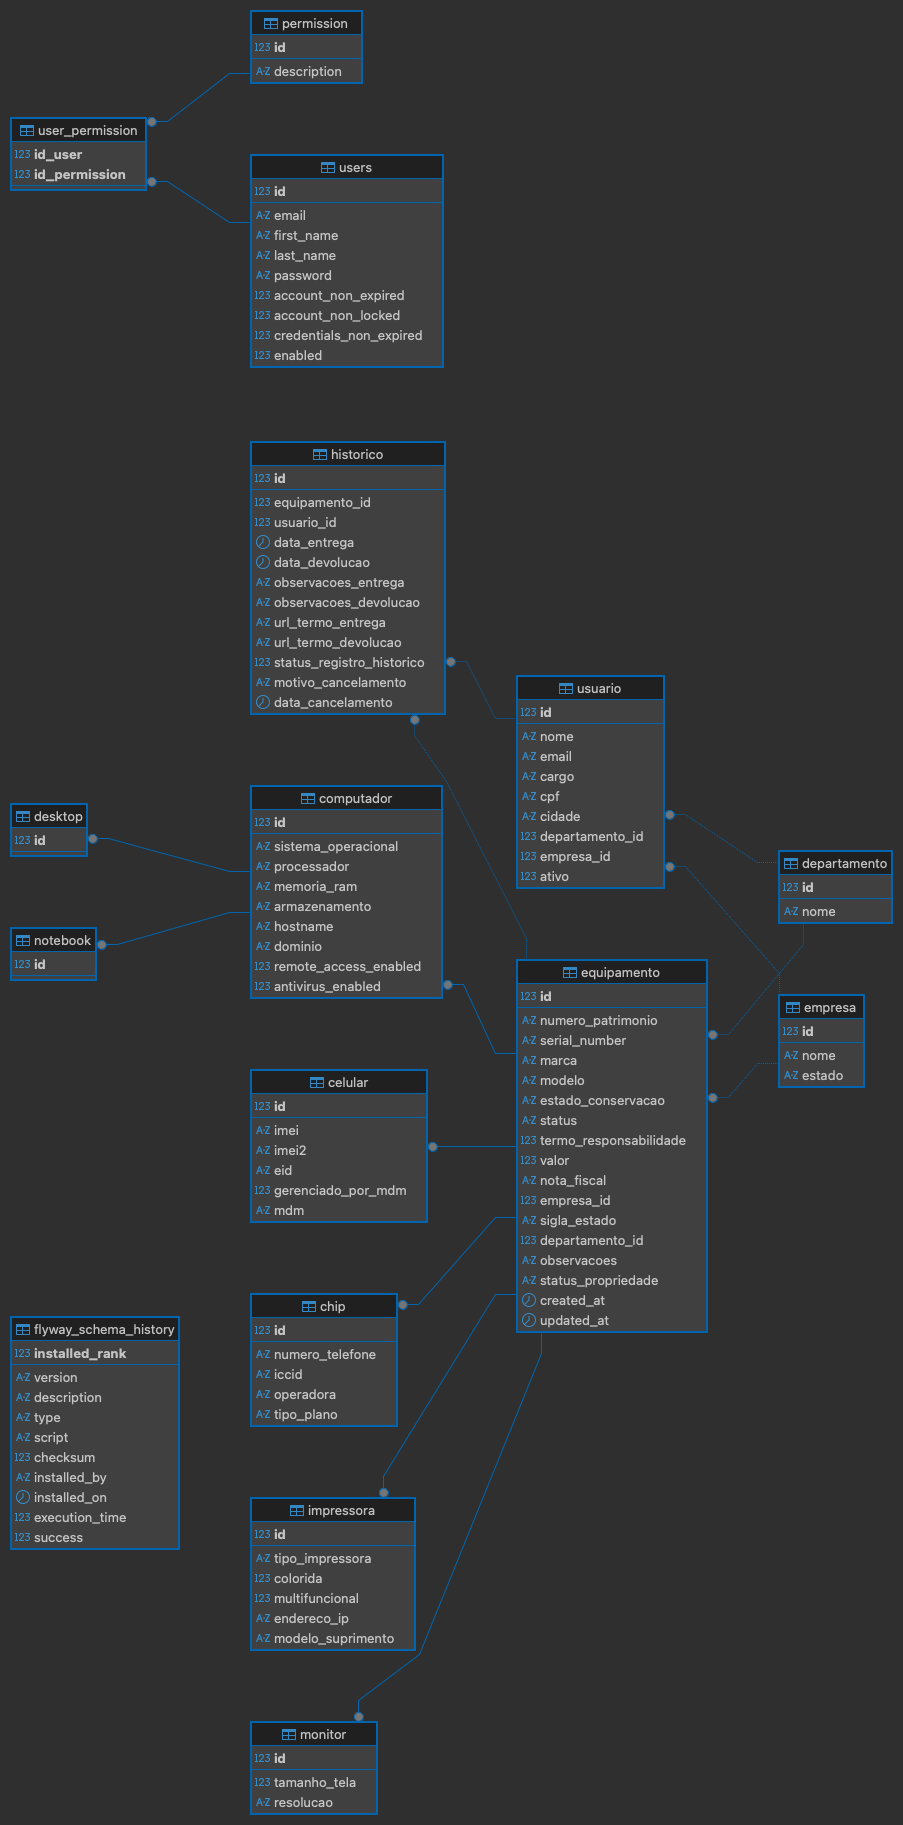 permission
123 id
A-Z description
user_permission
123 id_user
123 id_permission
users
123 id
A-Z email
A-Z first_name
A-Z last_name
A-Z password
123 account_non_expired
123 account_non_locked
123 credentials_non_expired
123 enabled
historico
123 id
123 equipamento_id
123 usuario_id
data_entrega
data_devolucao
A-Z observacoes_entrega
A-Z observacoes_devolucao
A-Z url_termo_entrega
A-Z url_termo_devolucao
123 status_registro_historico
A-Z motivo_cancelamento
data_cancelamento
usuario
123 id
A-Z nome
A-Z email
A-Z cargo
A-Z cpf
A-Z cidade
123 departamento_id
123 empresa_id
123 ativo
desktop
123 id
notebook
123 id
computador
123 id
A-Z sistema_operacional
A-Z processador
A-Z memoria_ram
A-Z armazenamento
A-Z hostname
A-Z dominio
123 remote_access_enabled
123 antivirus_enabled
departamento
123 id
A-Z nome
empresa
123 id
A-Z nome
A-Z estado
equipamento
123 id
A-Z numero_patrimonio
A-Z serial_number
A-Z marca
A-Z modelo
A-Z estado_conservacao
A-Z status
123 termo_responsabilidade
123 valor
A-Z nota_fiscal
123 empresa_id
A-Z sigla_estado
123 departamento_id
A-Z observacoes
A-Z status_propriedade
created_at
updated_at
celular
123 id
A-Z imei
A-Z imei2
A-Z eid
123 gerenciado_por_mdm
A-Z mdm
chip
123 id
A-Z numero_telefone
A-Z iccid
A-Z operadora
A-Z tipo_plano
flyway_schema_history
123 installed_rank
A-Z version
A-Z description
A-Z type
A-Z script
123 checksum
A-Z installed_by
installed_on
123 execution_time
123 success
impressora
123 id
A-Z tipo_impressora
123 colorida
123 multifuncional
A-Z endereco_ip
A-Z modelo_suprimento
monitor
123 id
123 tamanho_tela
A-Z resolucao